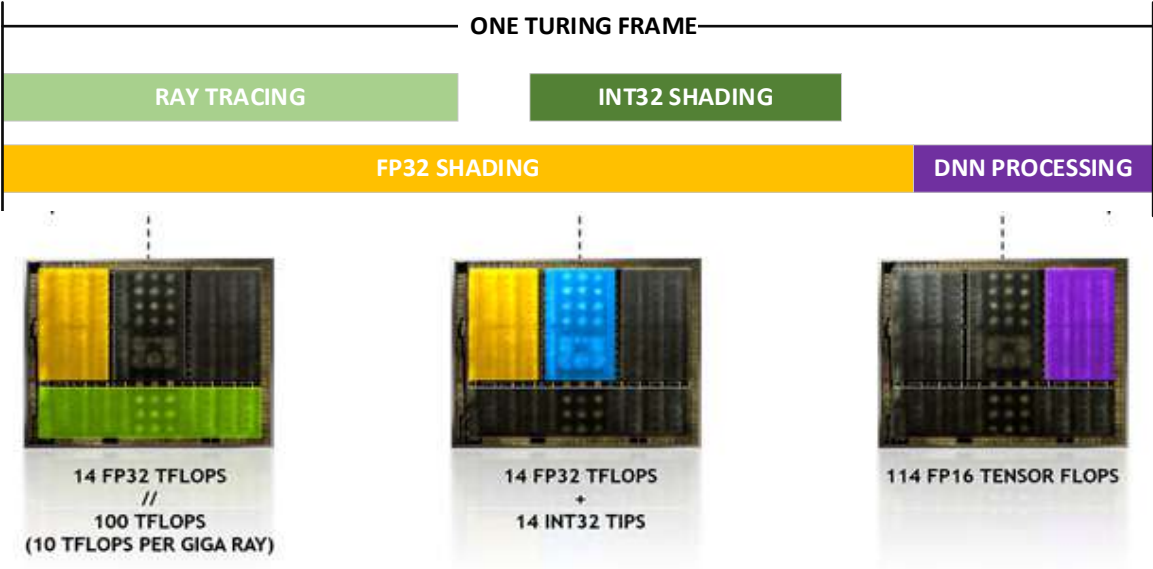 ONE TURING FRAME
RAY TRACING
INT32 SHADING
FP32 SHADING
DNN PROCESSING
14 FP32 TFLOPS
//
100 TFLOPS
(10 TFLOPS PER GIGA RAY)
14 FP32 TFLOPS
+
14 INT32 TIPS
114 FP16 TENSOR FLOPS